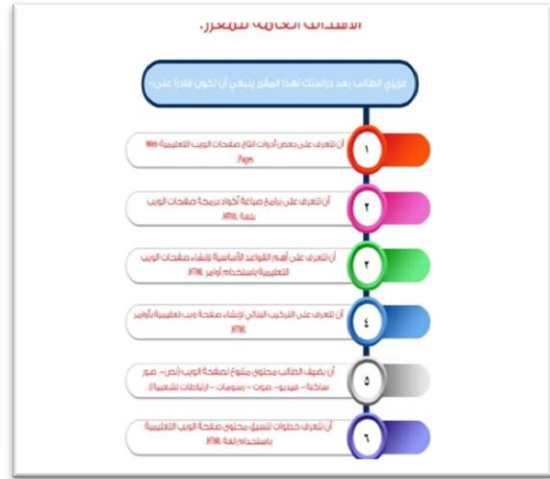 الأهداف العامة للمقرر:
عزيزي الطالب بعد دراستك لهذا المقرر ينبغي أن تكون قادرا على:-
١
أن تتعرف على بعض أدوات انتاج صفحات الويب التعليمية Web
Pages.
٢
أن تتعرف على برامج صياغة أكواد برمجة صفحات الويب
بلغة HTML.
٣
أن تتعرف على أهم القواعد الأساسية لإنشاء صفحات الويب
التعليمية باستخدام أوامر HTML.
٤
أن تتعرف على التركيب البنائي لإنشاء صفحة ويب تعليمية بأوامر
HTML.
٥
أن يضيف الطالب محتوى متنوع لصفحة الويب (نص- صور
ساكنة - فيديو- صوت - رسومات - ارتباطات تشعبية).
٦
أن تتعرف خطوات تنسيق محتوى صفحة الويب التعليمية
باستخدام لغة HTML.